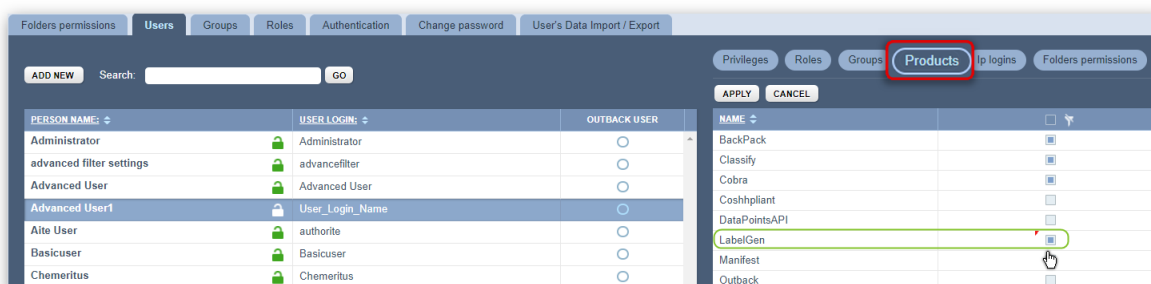 Folders permissions Users Groups Roles Authentication Change password User's Data Import / Export
Privileges Roles Groups Products Ip logins Folders permissions
ADD NEW Search: GO
APPLY CANCEL
PERSON NAME: USER LOGIN: OUTBACK USER
NAME
Administrator Administrator
advanced filter settings advancefilter
Advanced User Advanced User
Advanced User1 User_Login_Name
Aite User authorite
Basicuser Basicuser
Chemeritus Chemeritus
BackPack
Classify
Cobra
Coshhpliant
DataPointsAPI
LabelGen
Manifest
Outback